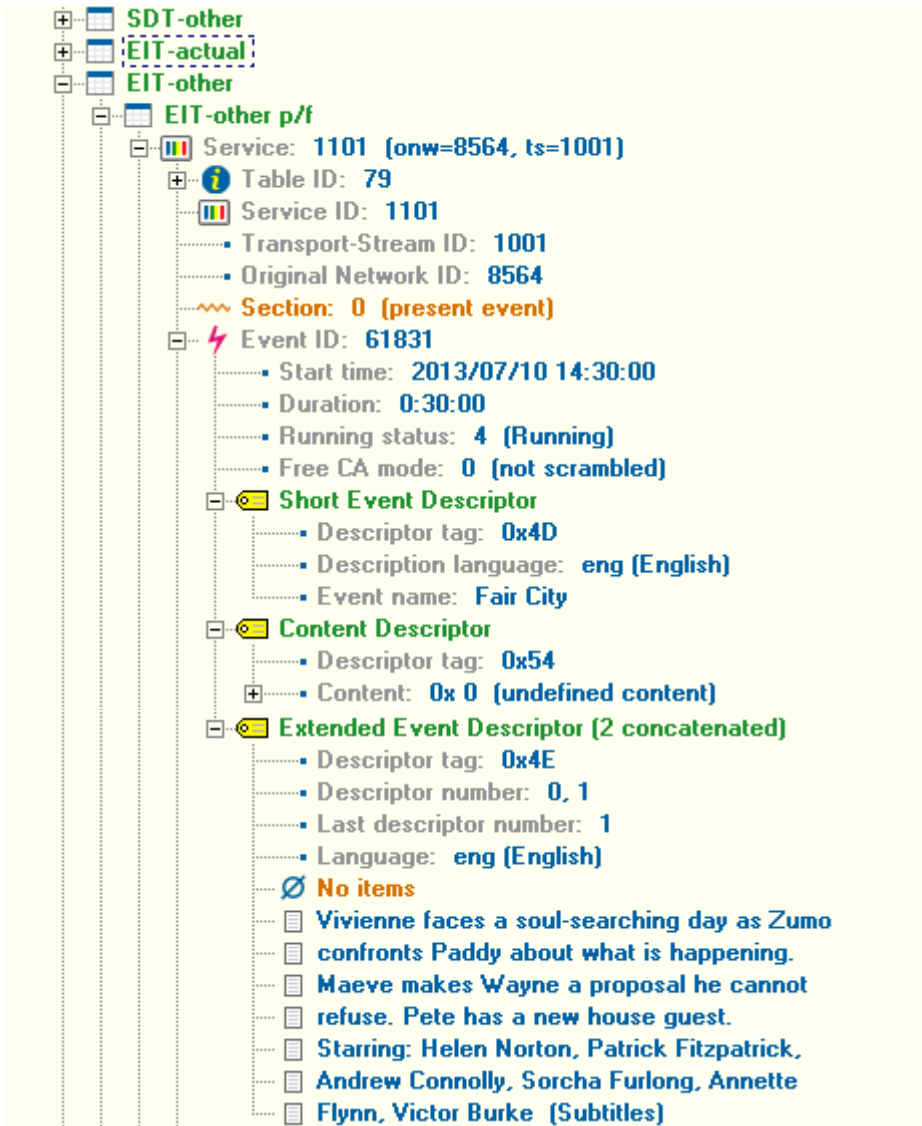 SDT-other
EIT-actual
EIT-other
EIT-other p/f
Service: 1101 (onw=8564, ts=1001)
Table ID: 79
Service ID: 1101
Transport-Stream ID: 1001
Original Network ID: 8564
Section: 0 (present event)
Event ID: 61831
Start time: 2013/07/10 14:30:00
Duration: 0:30:00
Running status: 4 (Running)
Free CA mode: 0 (not scrambled)
Short Event Descriptor
Descriptor tag: 0x4D
Description language: eng (English)
Event name: Fair City
Content Descriptor
Descriptor tag: 0x54
Content: 0x 0 (undefined content)
Extended Event Descriptor (2 concatenated)
Descriptor tag: 0x4E
Descriptor number: 0, 1
Last descriptor number: 1
Language: eng (English)
No items
Vivienne faces a soul-searching day as Zumo
confronts Paddy about what is happening.
Maeve makes Wayne a proposal he cannot
refuse. Pete has a new house guest.
Starring: Helen Norton, Patrick Fitzpatrick,
Andrew Connolly, Sorcha Furlong, Annette
Flynn, Victor Burke (Subtitles)